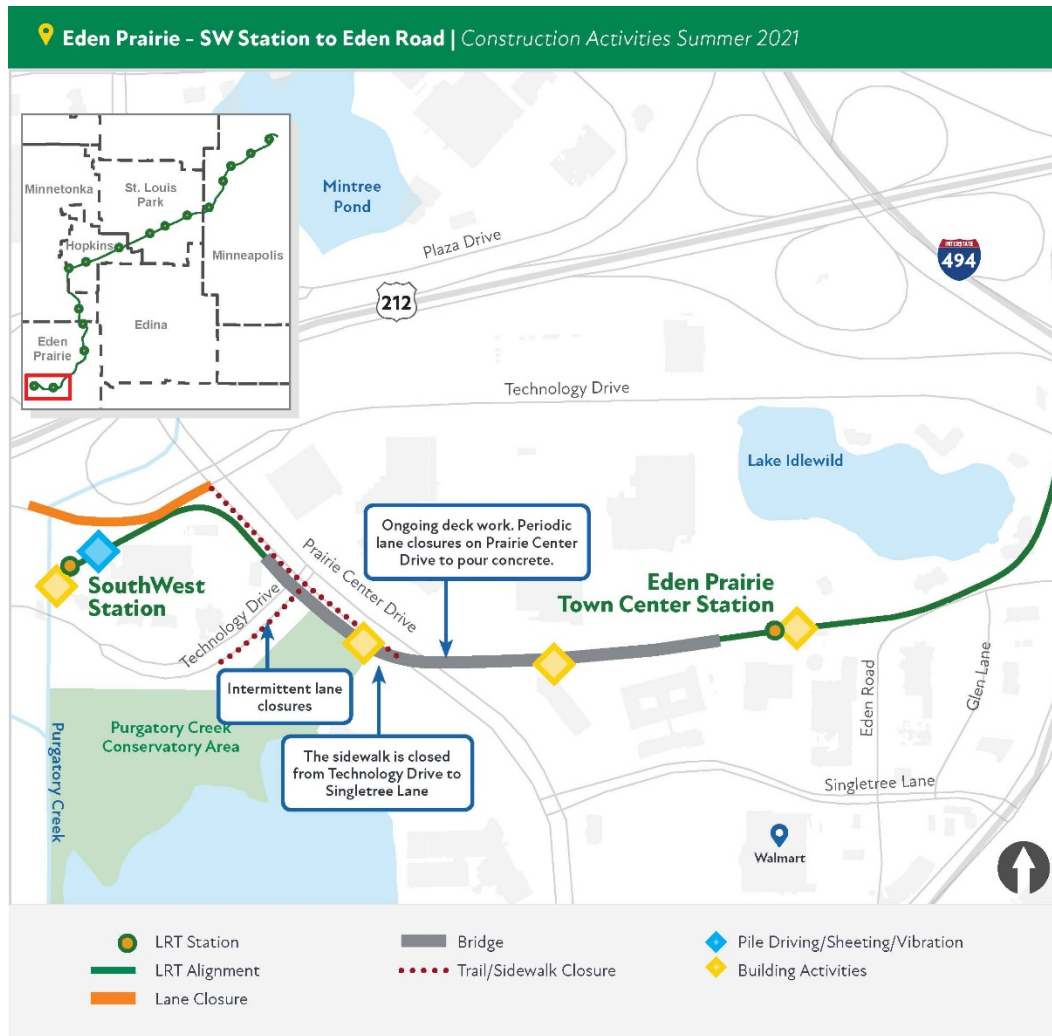 Eden Prairie - SW Station to Eden Road | Construction Activities Summer 2021
Minnetonka
St. Louis
Park
Hopkins
Minneapolis
Edina
Eden
Prairie
Mintree
Pond
Plaza Drive
212
INTERSTATE
494
Technology Drive
Lake Idlewild
Ongoing deck work. Periodic
lane closures on Prairie Center
Drive to pour concrete.
Prairie Center Drive
SouthWest
Station
Eden Prairie
Town Center Station
Technology Drive
Intermittent lane
closures
Purgatory Creek
Conservatory Area
The sidewalk is closed
from Technology Drive to
Singletree Lane
Purgatory Creek
Eden Road
Glen Lane
Singletree Lane
Walmart
LRT Station
LRT Alignment
Lane Closure
Bridge
Trail/Sidewalk Closure
Pile Driving/Sheeting/Vibration
Building Activities